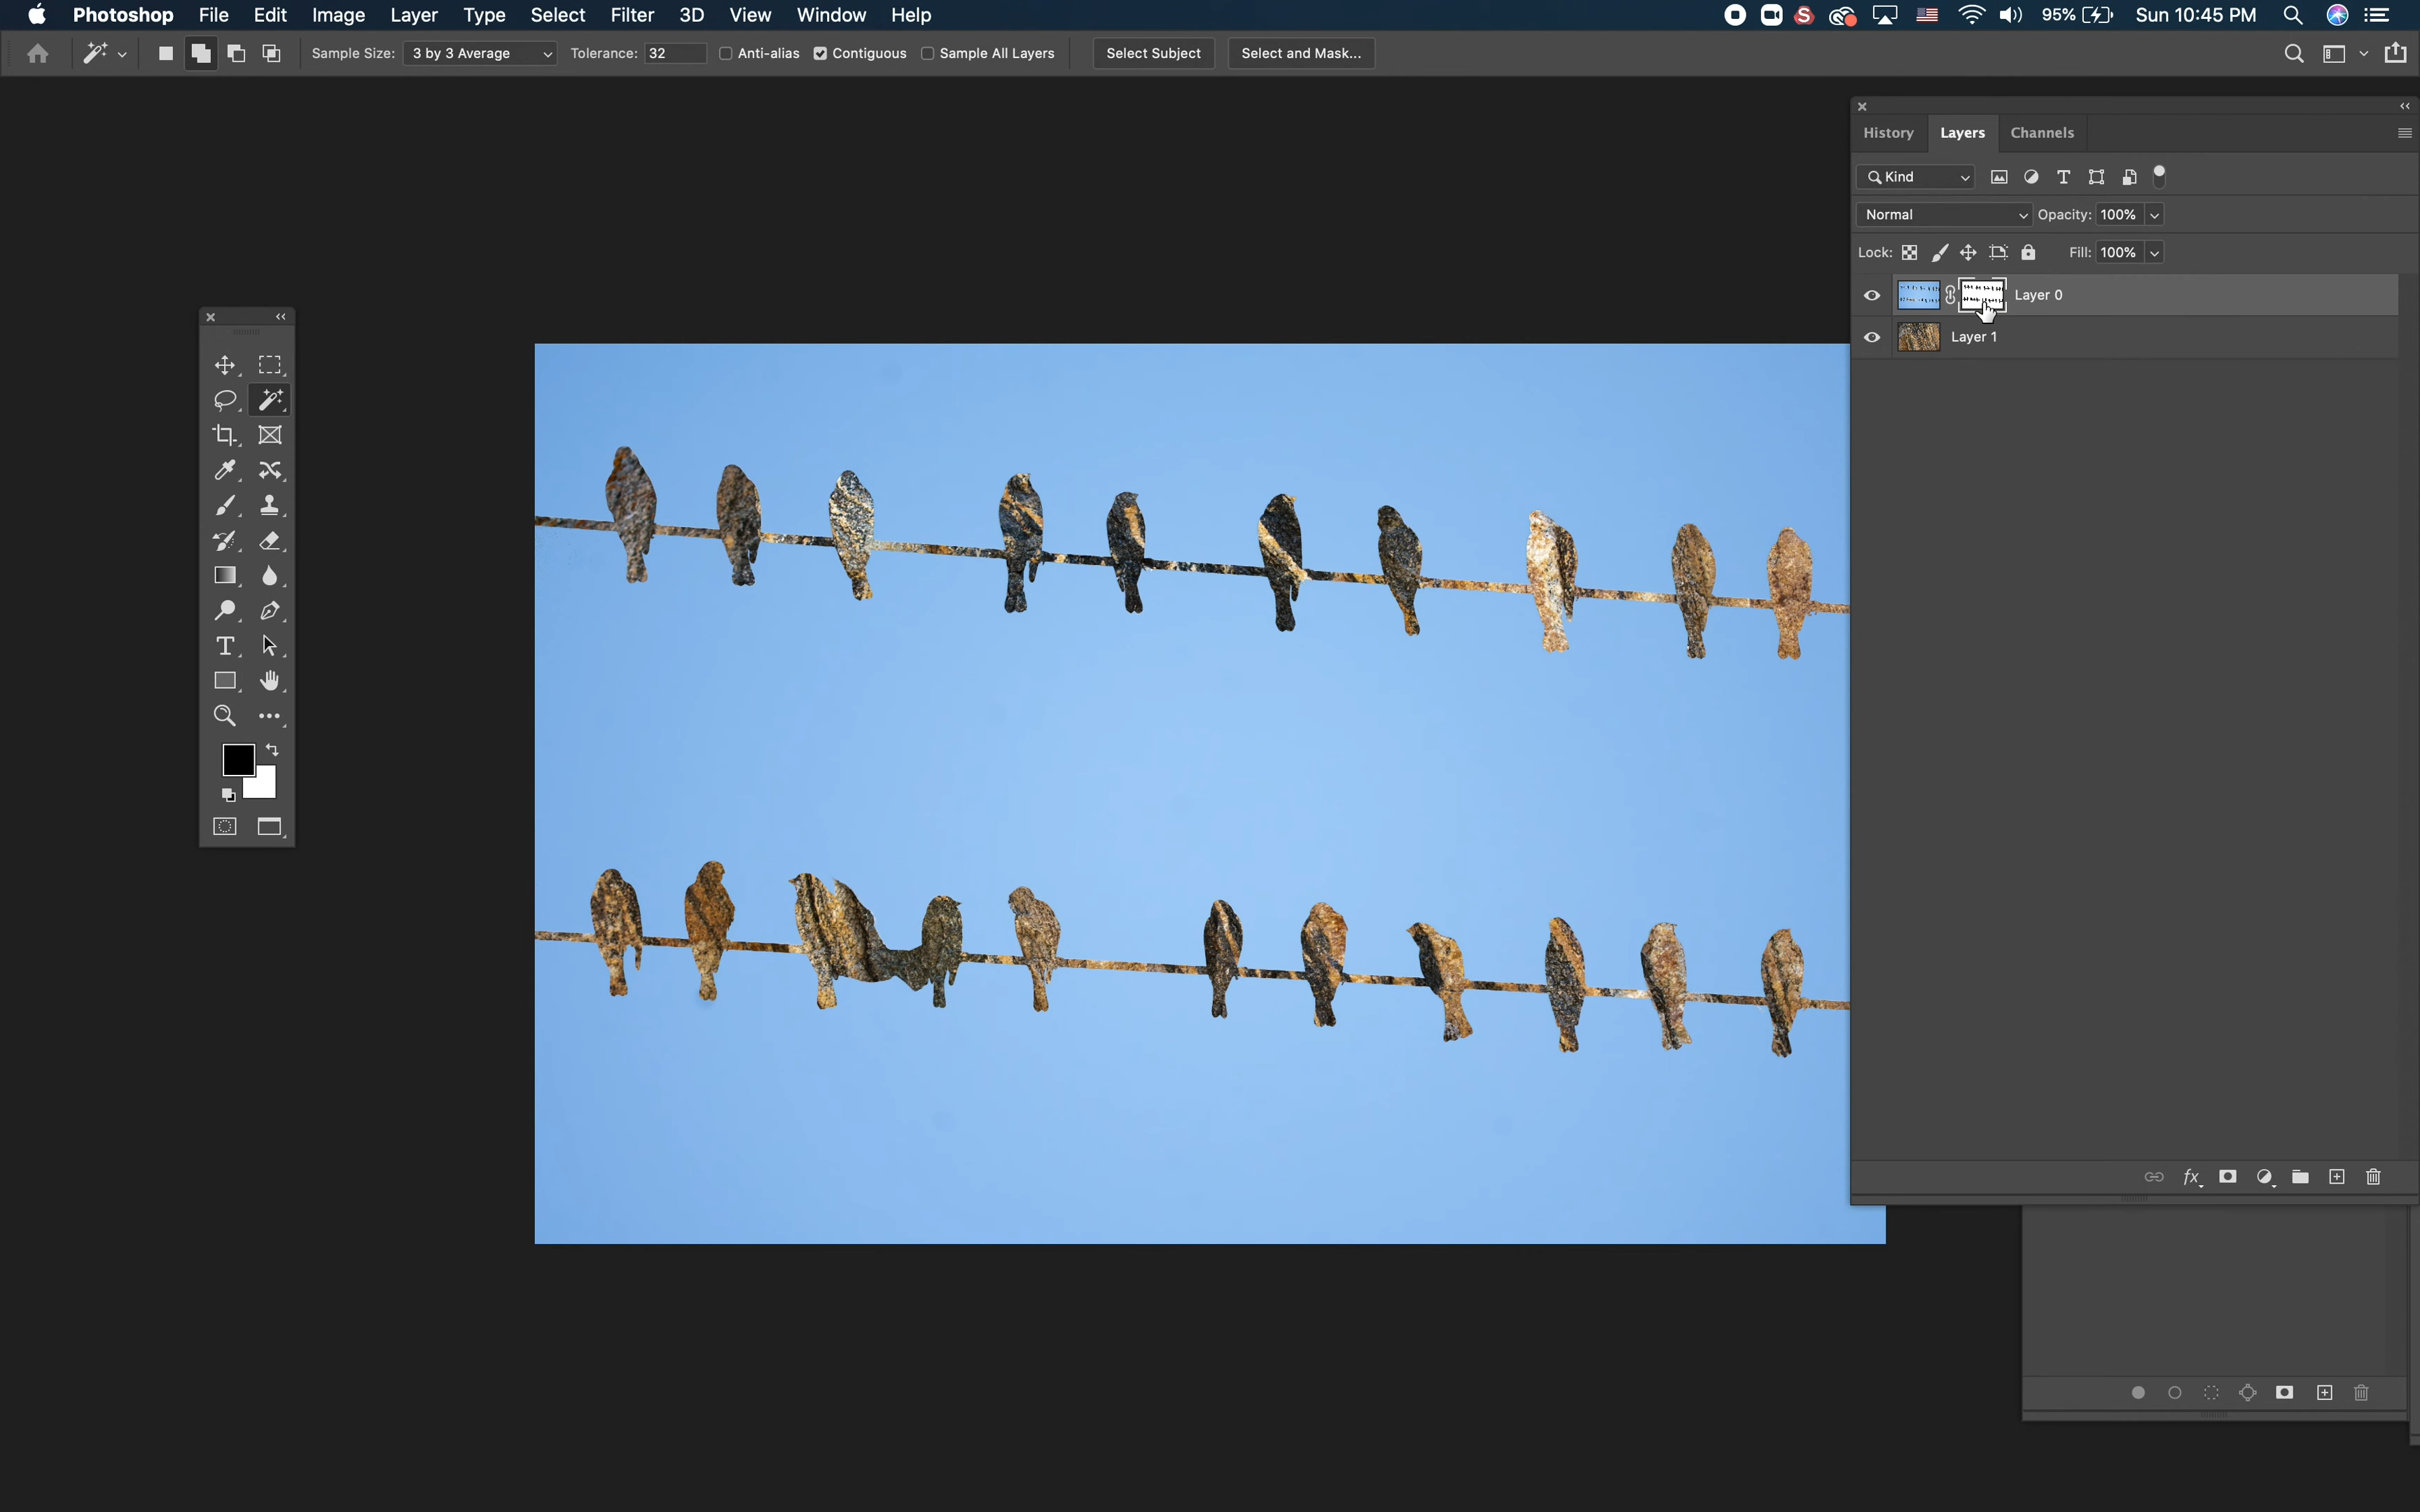 Photoshop File Edit Image Layer Type Select Filter 3D View Window Help 95% Sun 10:45 PM
Sample Size: 3 by 3 Average Tolerance: 32 Anti-alias Contiguous Sample All Layers Select Subject Select and Mask...
History Layers Channels
Kind
Normal Opacity: 100%
Lock: Fill: 100%
Layer 0
Layer 1